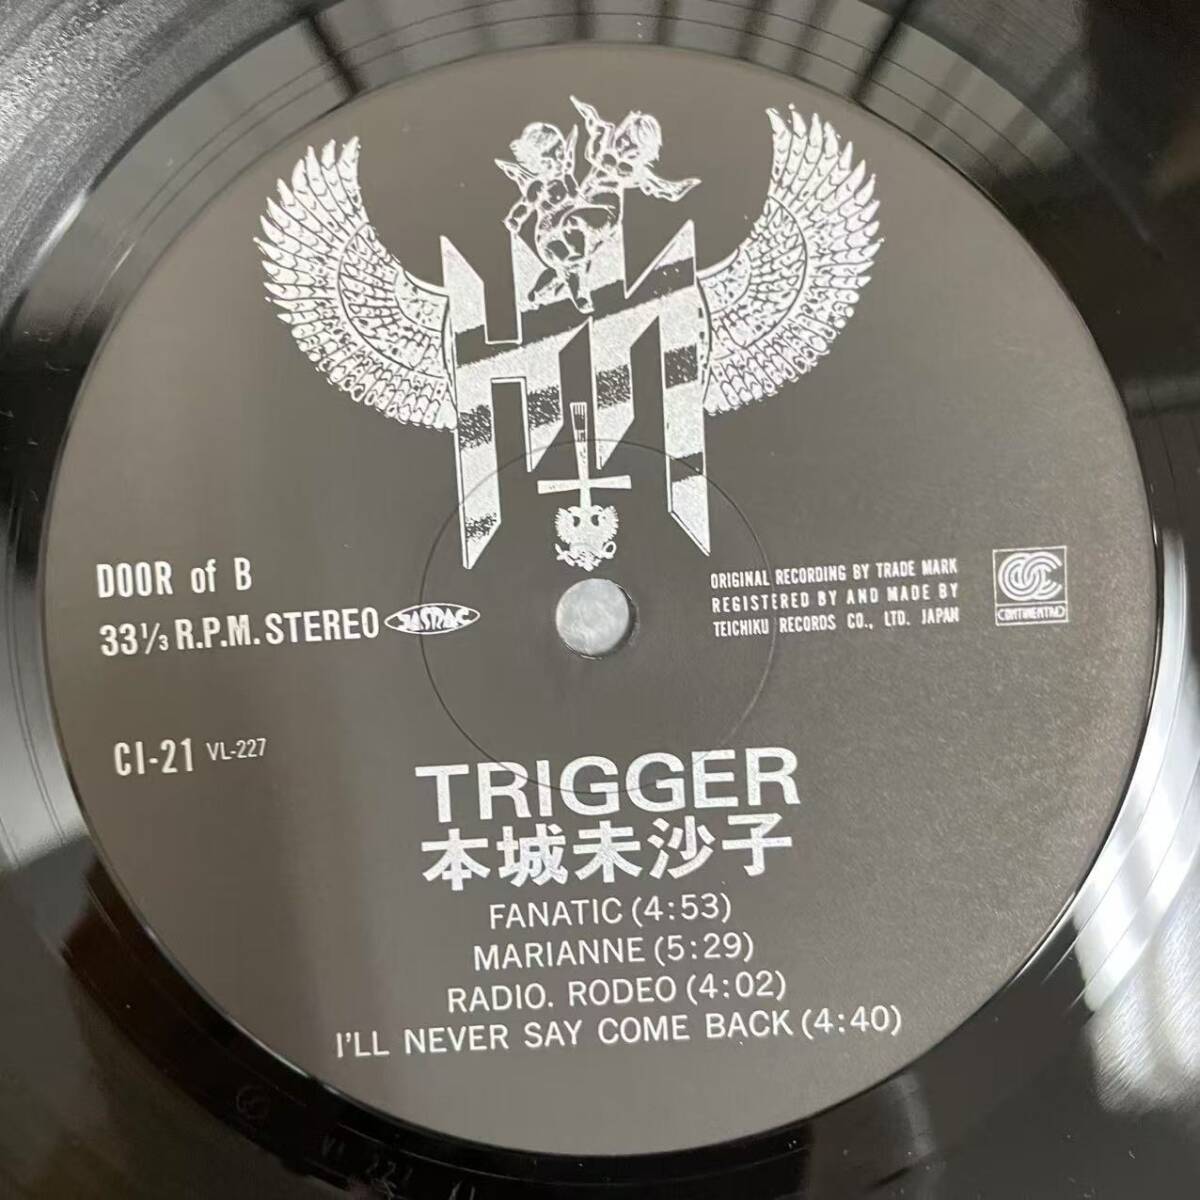 DOOR of B
33⅓ R.P.M. STEREO
JASRAC
ORIGINAL RECORDING BY TRADE MARK
REGISTERED BY AND MADE BY
TEICHIKU RECORDS CO., LTD. JAPAN
CONTINENTAL
CI-21 VL-227
TRIGGER
本城未沙子
FANATIC (4:53)
MARIANNE (5:29)
RADIO. RODEO (4:02)
I'LL NEVER SAY COME BACK (4:40)